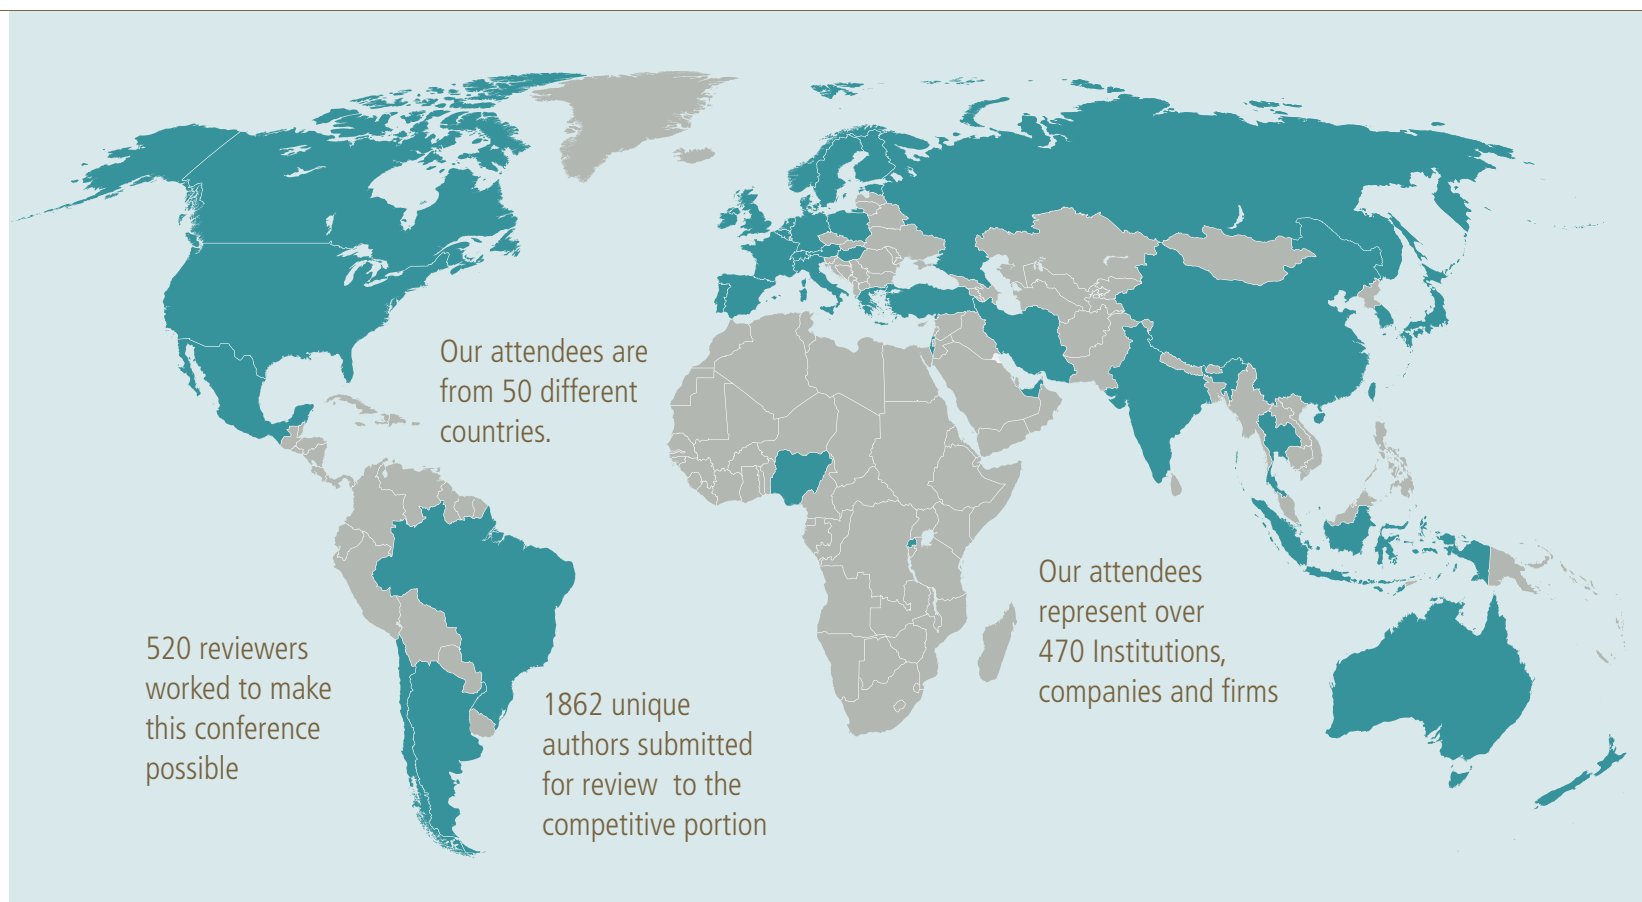 Our attendees are
from 50 different
countries.
Our attendees
represent over
470 Institutions,
companies and firms
520 reviewers
worked to make
this conference
possible
1862 unique
authors submitted
for review  to the
competitive portion